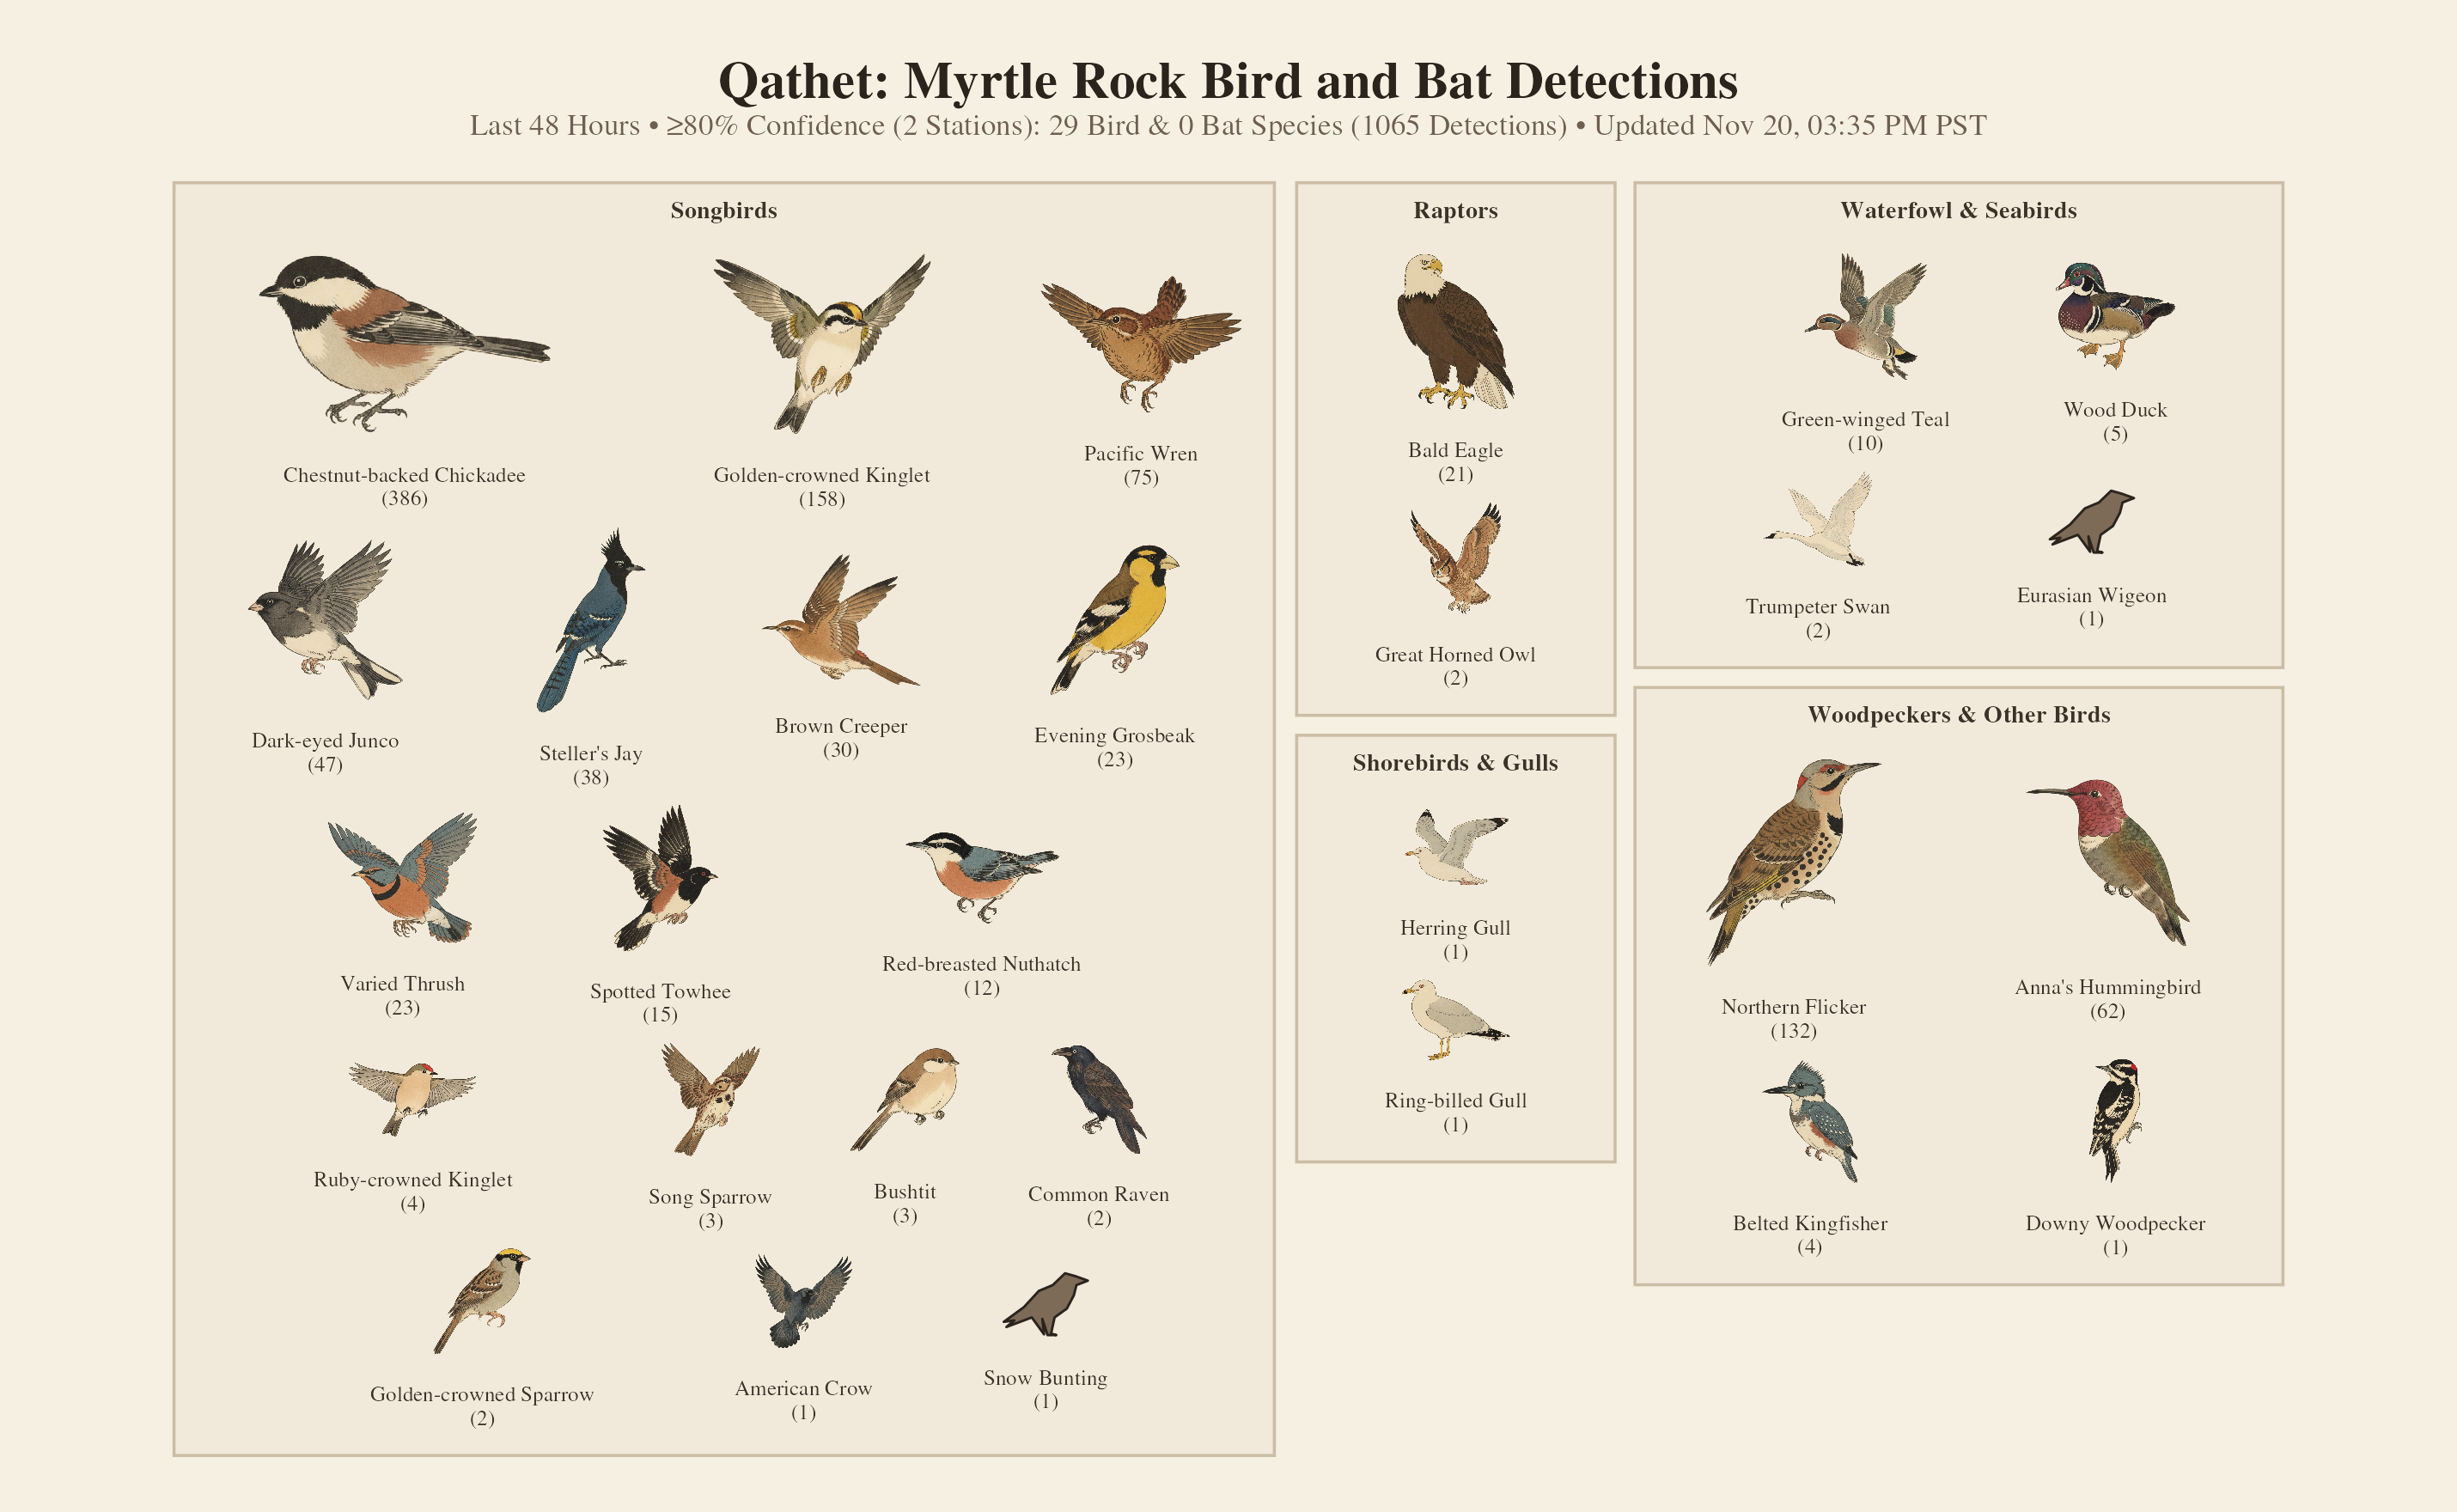 Qathet: Myrtle Rock Bird and Bat Detections
Last 48 Hours • ≥80% Confidence (2 Stations): 29 Bird & 0 Bat Species (1065 Detections) • Updated Nov 20, 03:35 PM PST
Songbirds
Chestnut-backed Chickadee
(386)
Golden-crowned Kinglet
(158)
Pacific Wren
(75)
Dark-eyed Junco
(47)
Steller's Jay
(38)
Brown Creeper
(30)
Evening Grosbeak
(23)
Varied Thrush
(23)
Spotted Towhee
(15)
Red-breasted Nuthatch
(12)
Ruby-crowned Kinglet
(4)
Song Sparrow
(3)
Bushtit
(3)
Common Raven
(2)
Golden-crowned Sparrow
(2)
American Crow
(1)
Snow Bunting
(1)
Raptors
Bald Eagle
(21)
Great Horned Owl
(2)
Shorebirds & Gulls
Herring Gull
(1)
Ring-billed Gull
(1)
Waterfowl & Seabirds
Green-winged Teal
(10)
Wood Duck
(5)
Trumpeter Swan
(2)
Eurasian Wigeon
(1)
Woodpeckers & Other Birds
Northern Flicker
(132)
Anna's Hummingbird
(62)
Belted Kingfisher
(4)
Downy Woodpecker
(1)